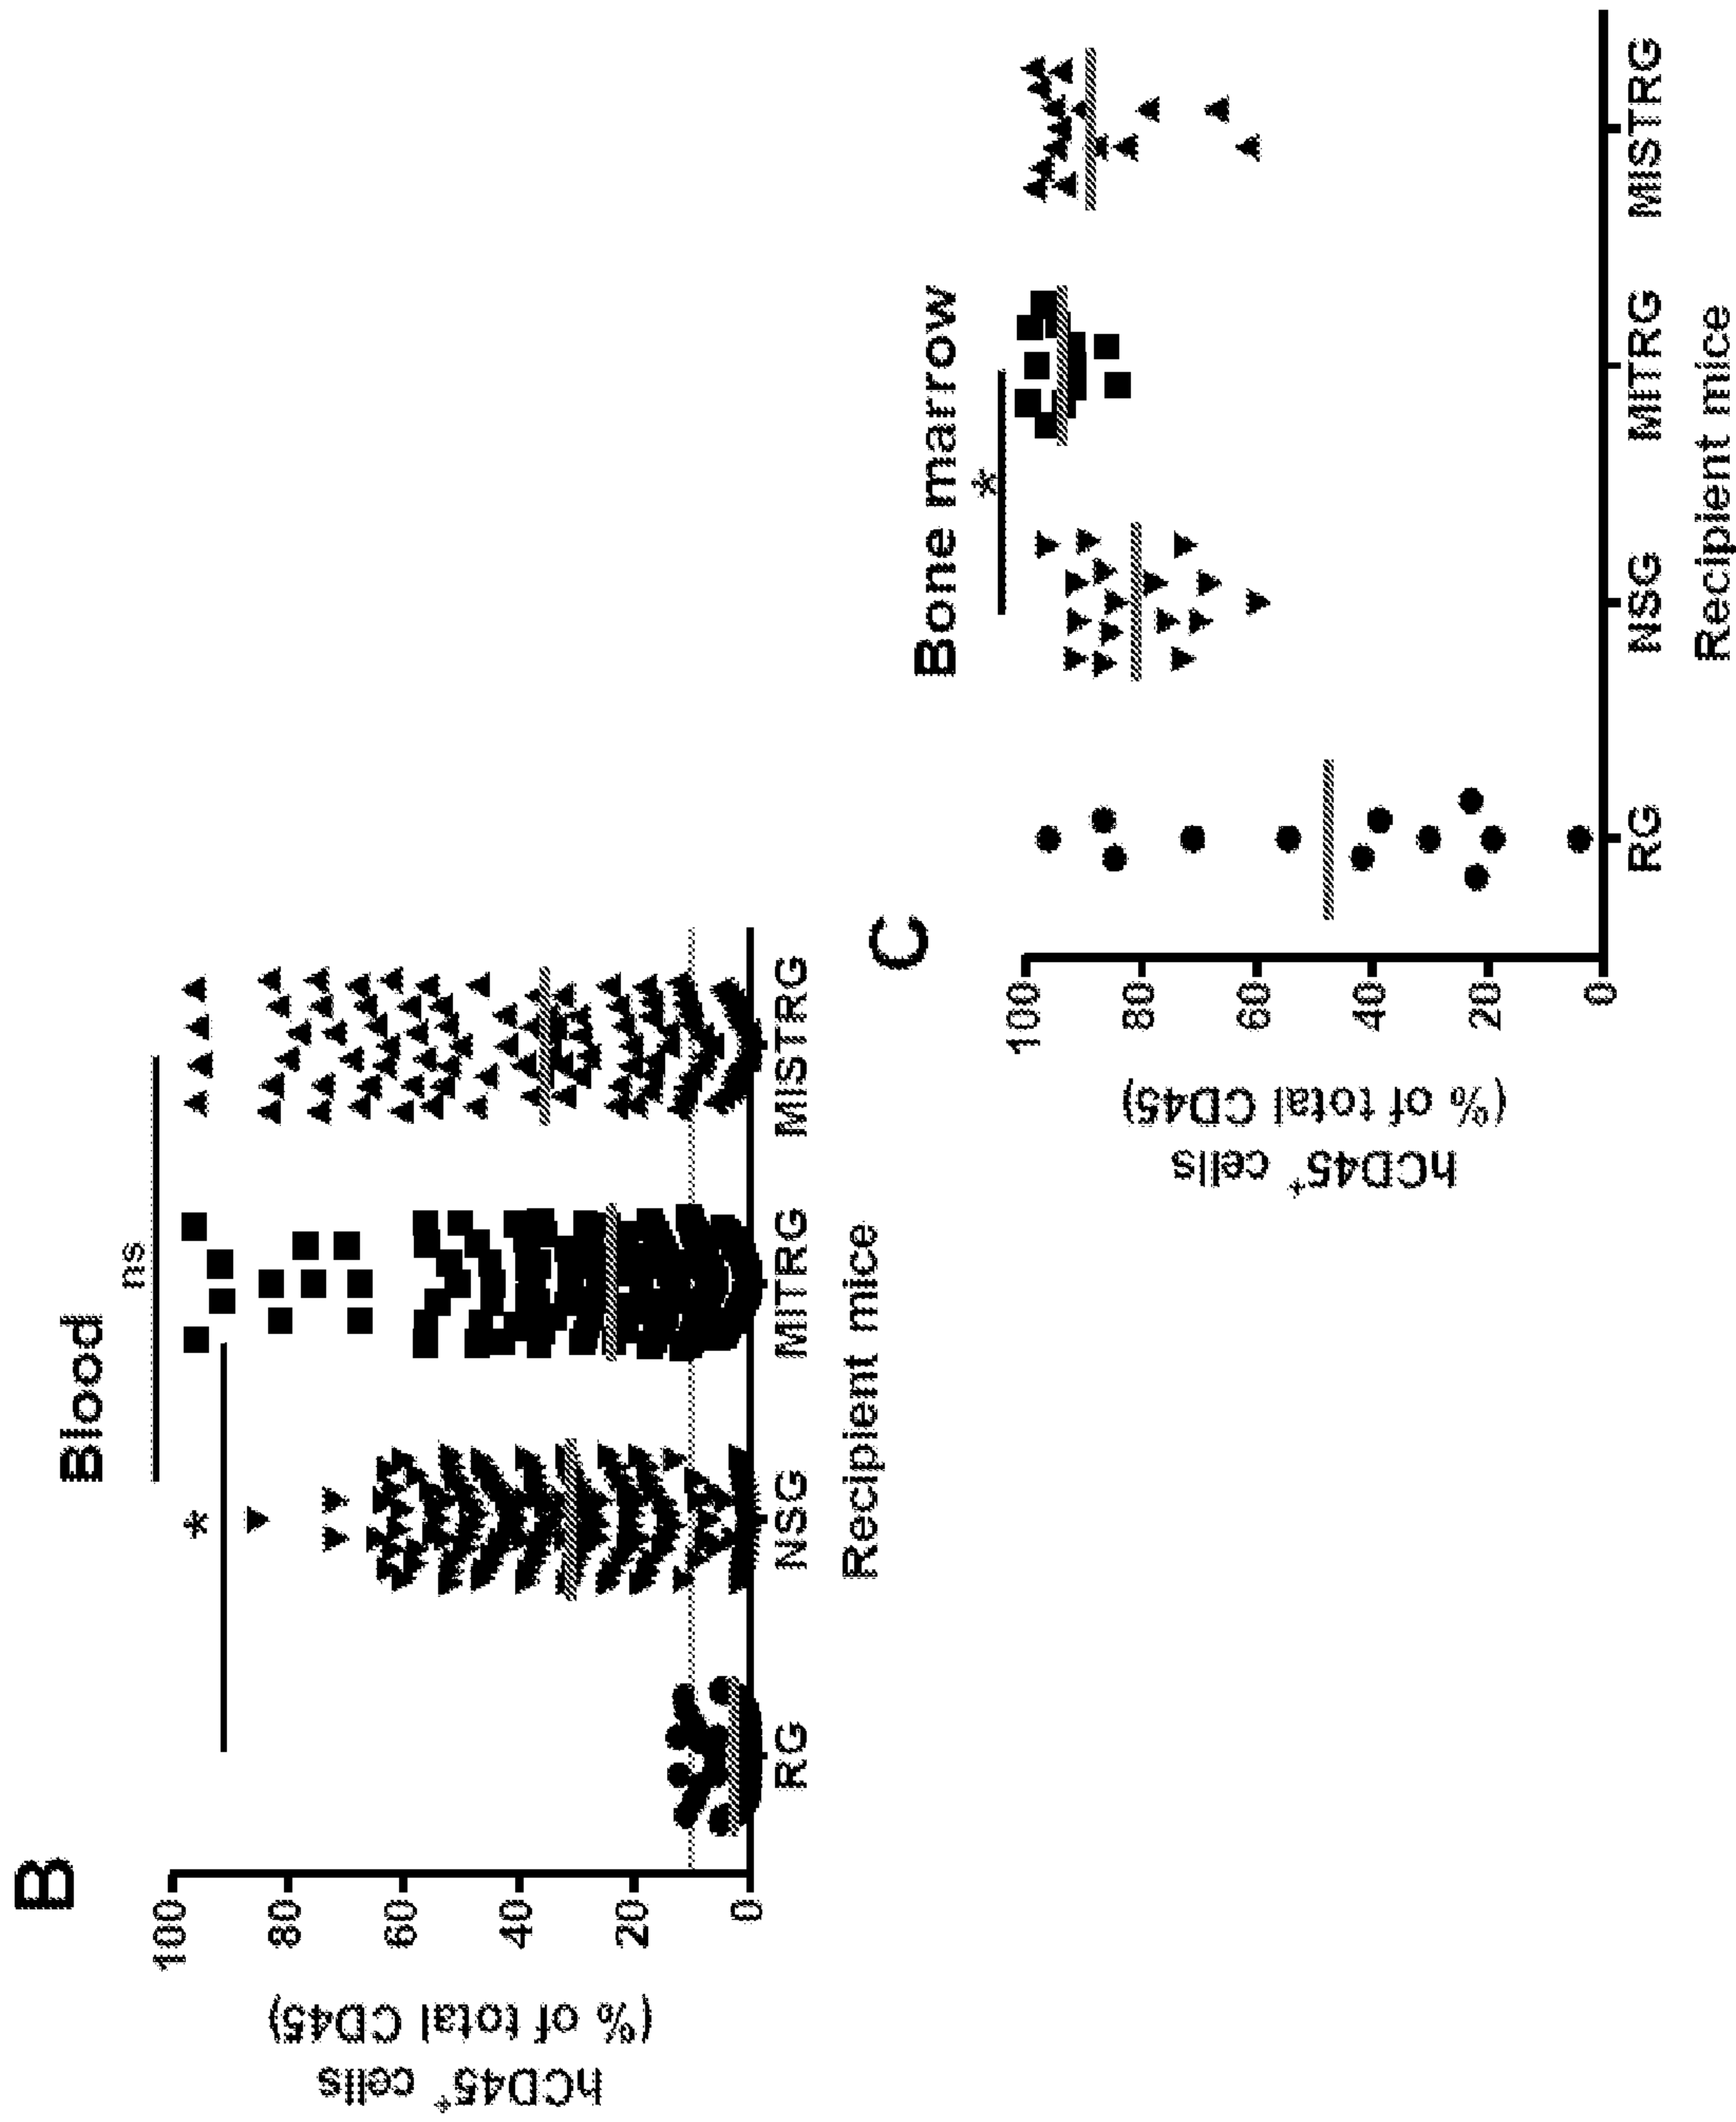 B
Blood
ns
*
100
80
60
40
20
0
hCD45+ cells
(% of total CD45)
RG NSG MITRG MISTRG
Recipient mice
C
Bone marrow
*
100
80
60
40
20
0
hCD45+ cells
(% of total CD45)
RG NSG MITRG MISTRG
Recipient mice